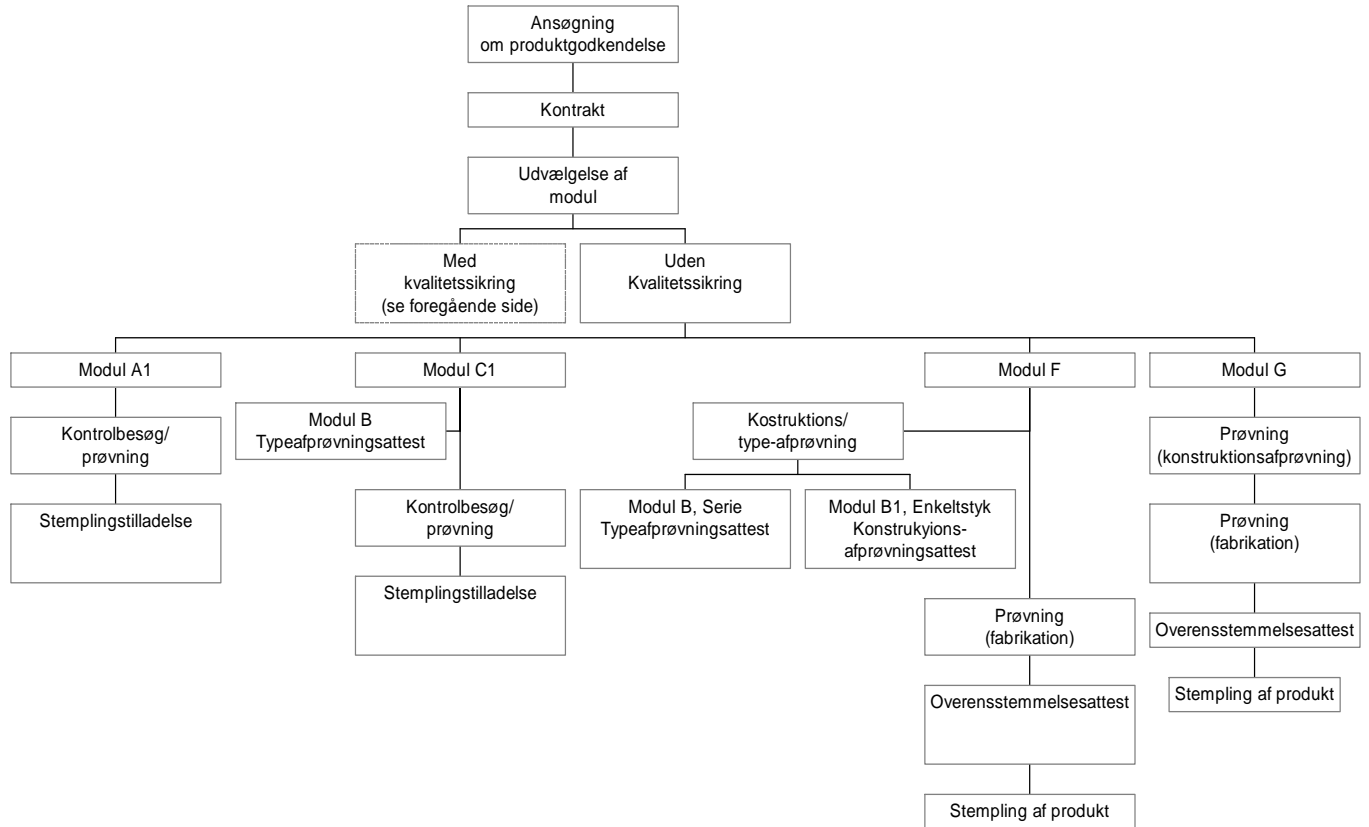 Ansøgning
om produktgodkendelse
Kontrakt
Udvælgelse af
modul
Med
kvalitetssikring
(se foregående side)
Uden
Kvalitetssikring
Modul A1
Kontrolbesøg/
prøvning
Stemplingstilladelse
Modul C1
Modul B
Typeafprøvningsattest
Kontrolbesøg/
prøvning
Stemplingstilladelse
Modul F
Kostruktions/
type-afprøvning
Modul B, Serie
Typeafprøvningsattest
Modul B1, Enkeltstyk
Konstrukyions-
afprøvningsattest
Prøvning
(fabrikation)
Overensstemmelsesattest
Stempling af produkt
Modul G
Prøvning
(konstruktionsafprøvning)
Prøvning
(fabrikation)
Overensstemmelsesattest
Stempling af produkt